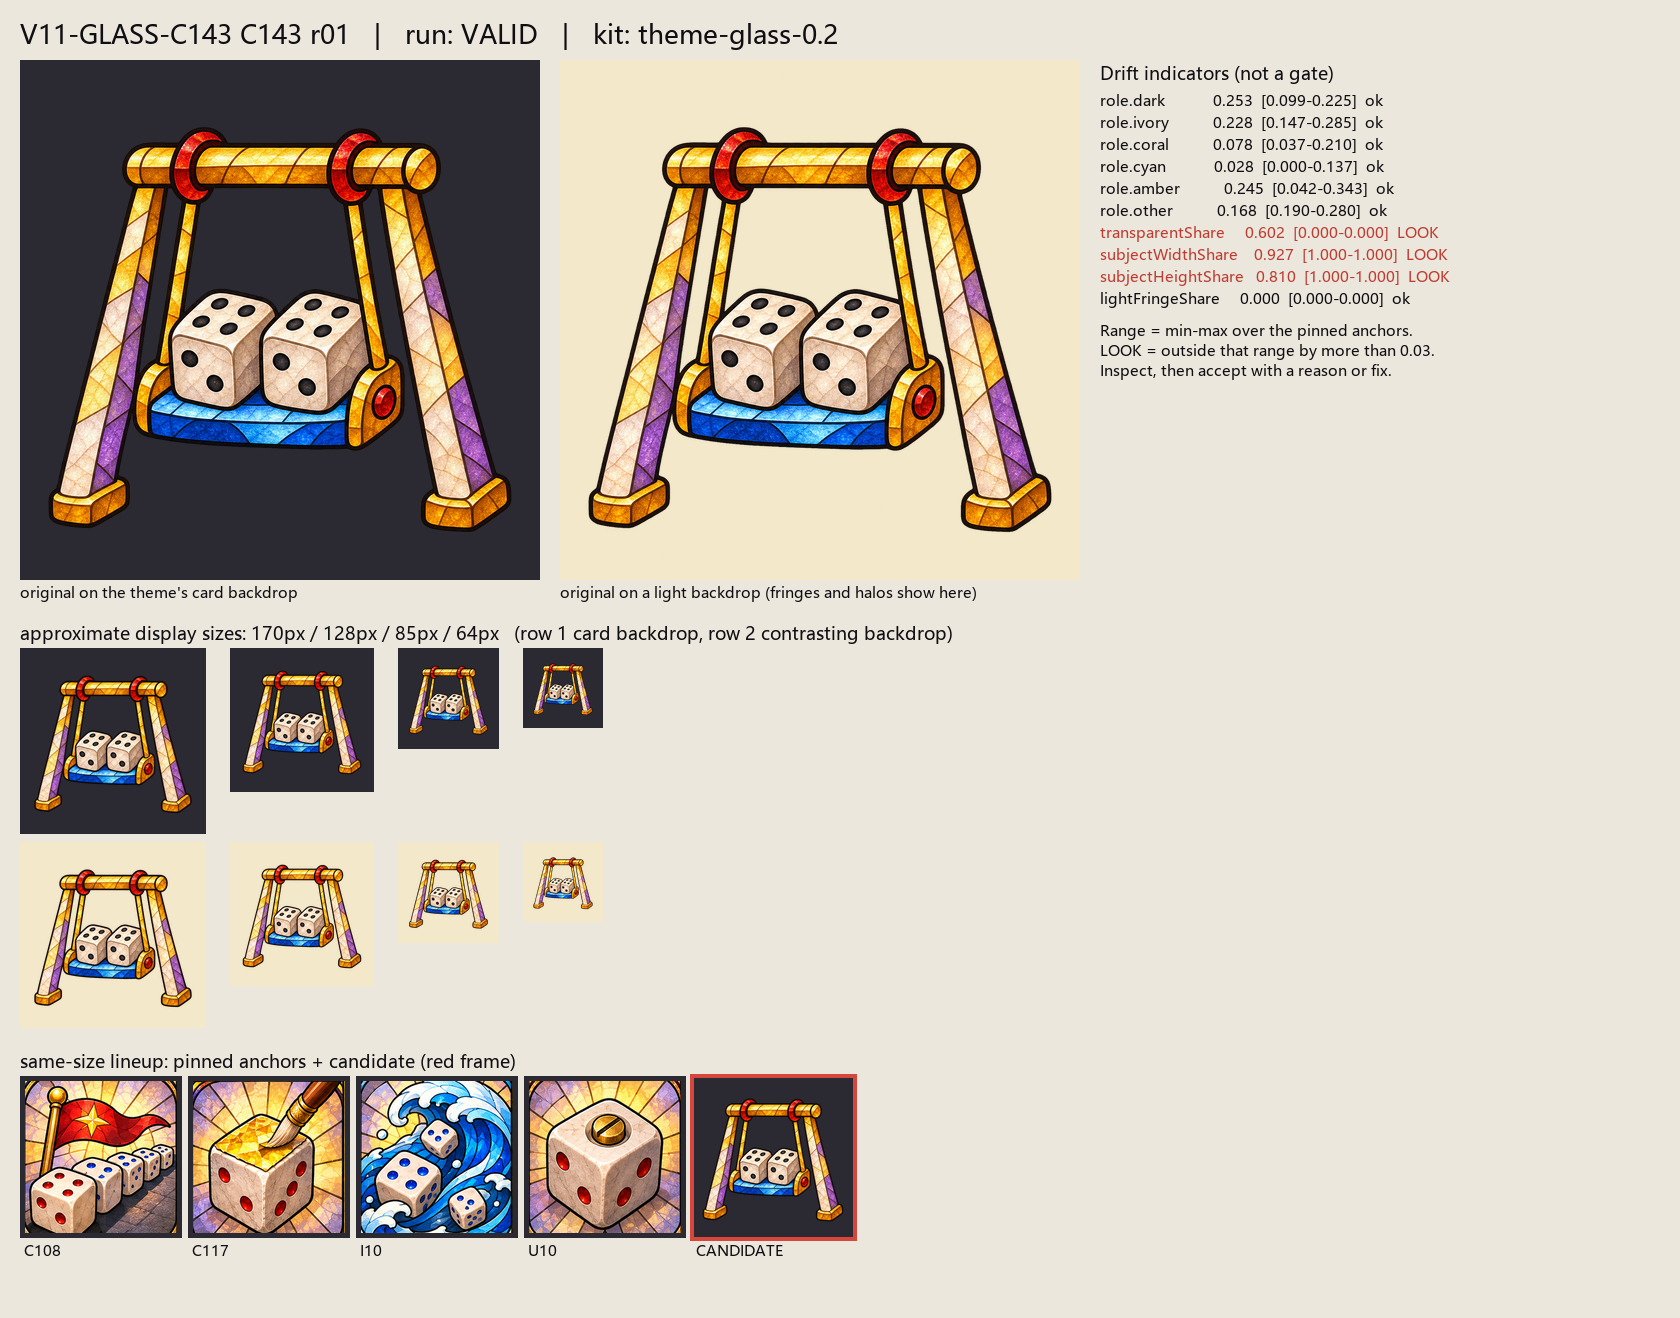 V11-GLASS-C143 C143 r01   |   run: VALID   |   kit: theme-glass-0.2
Drift indicators (not a gate)
role.dark 0.253 [0.099-0.225] ok
role.ivory 0.228 [0.147-0.285] ok
role.coral 0.078 [0.037-0.210] ok
role.cyan 0.028 [0.000-0.137] ok
role.amber 0.245 [0.042-0.343] ok
role.other 0.168 [0.190-0.280] ok
transparentShare 0.602 [0.000-0.000] LOOK
subjectWidthShare 0.927 [1.000-1.000] LOOK
subjectHeightShare 0.810 [1.000-1.000] LOOK
lightFringeShare 0.000 [0.000-0.000] ok
Range = min-max over the pinned anchors.
LOOK = outside that range by more than 0.03.
Inspect, then accept with a reason or fix.
original on the theme's card backdrop
original on a light backdrop (fringes and halos show here)
approximate display sizes: 170px / 128px / 85px / 64px   (row 1 card backdrop, row 2 contrasting backdrop)
same-size lineup: pinned anchors + candidate (red frame)
C108
C117
I10
U10
CANDIDATE